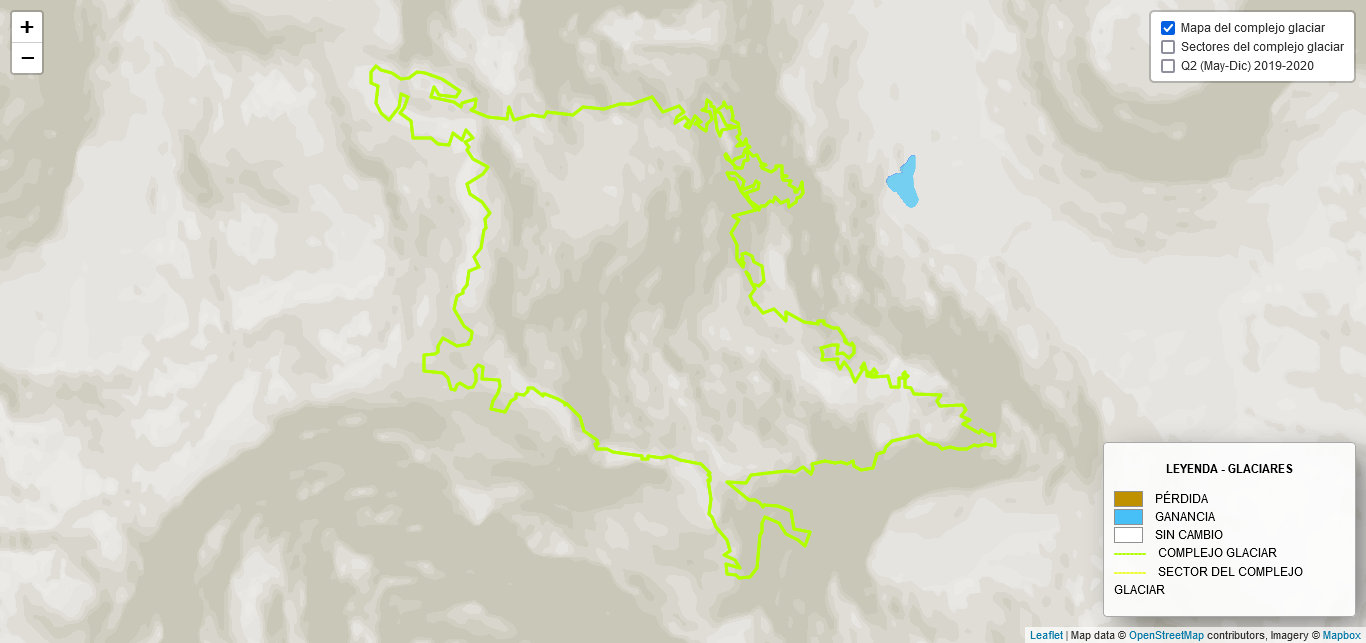 +
−
Mapa del complejo glaciar
Sectores del complejo glaciar
Q2 (May-Dic) 2019-2020
LEYENDA - GLACIARES
PÉRDIDA
GANANCIA
SIN CAMBIO
COMPLEJO GLACIAR
SECTOR DEL COMPLEJO
GLACIAR
Leaflet | Map data © OpenStreetMap contributors, Imagery © Mapbox